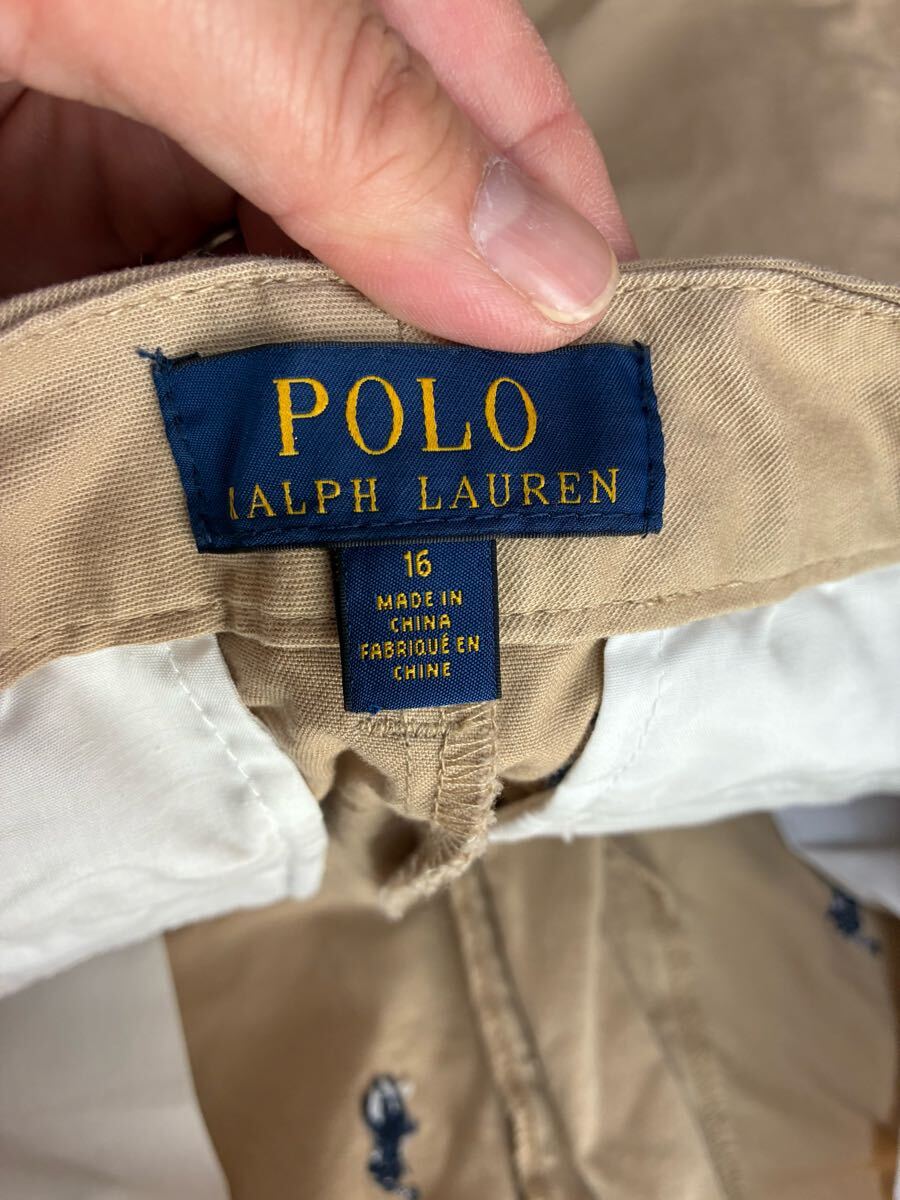 POLO
RALPH LAUREN
16
MADE IN
CHINA
FABRIQUÉ EN
CHINE